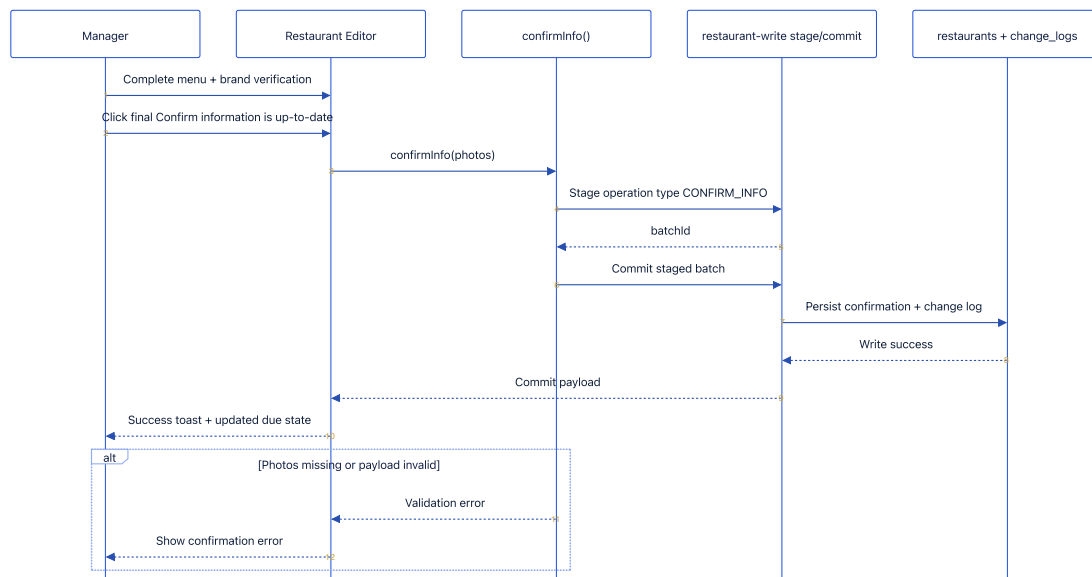 Manager
Restaurant Editor
confirmInfo()
restaurant-write stage/commit
restaurants + change_logs
Complete menu + brand verification
Click final Confirm information is up-to-date
confirmInfo(photos)
Stage operation type CONFIRM_INFO
batchId
Commit staged batch
Persist confirmation + change log
Write success
Commit payload
Success toast + updated due state
alt
[Photos missing or payload invalid]
Validation error
Show confirmation error